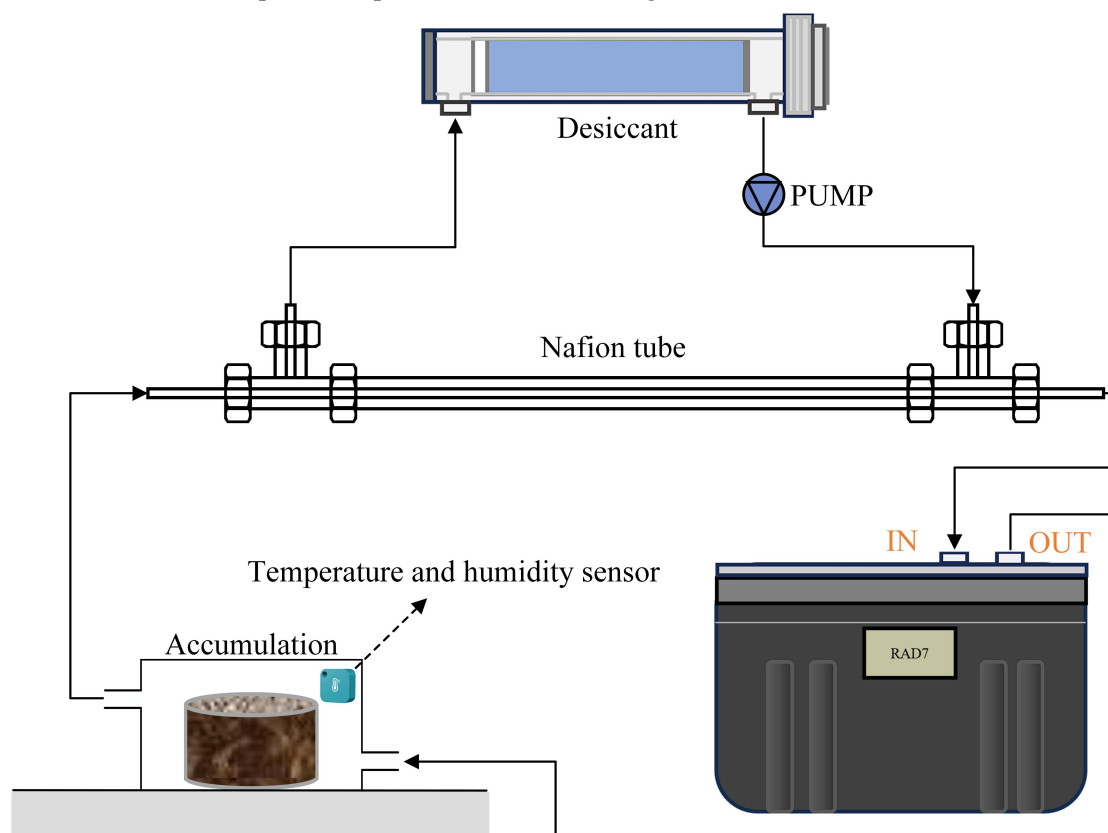 Desiccant
PUMP
Nafion tube
IN
OUT
Temperature and humidity sensor
Accumulation
RAD7